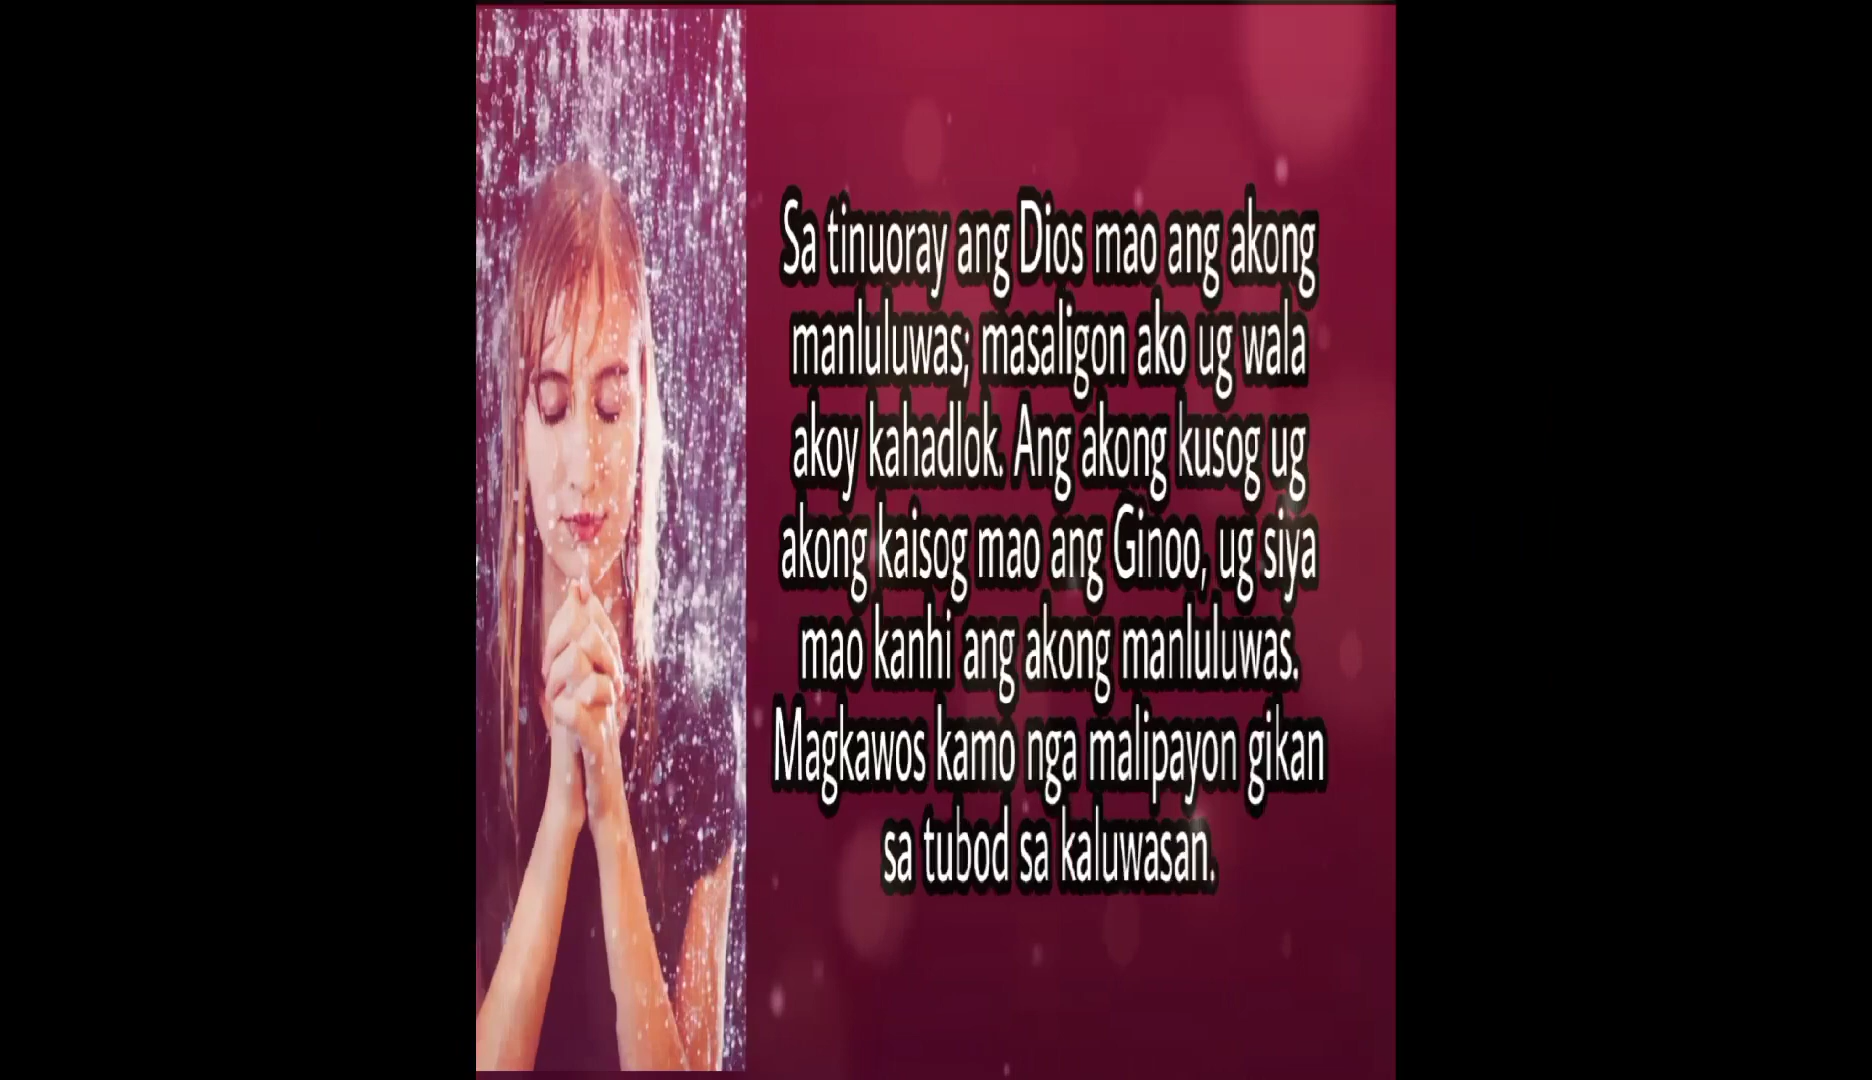 Sa tinuoray ang Dios mao ang akong
manluluwas; masaligon ako ug wala
akoy kahadlok. Ang akong kusog ug
akong kaisog mao ang Ginoo, ug siya
mao kanhi ang akong manluluwas.
Magkawos kamo nga malipayon gikan
sa tubod sa kaluwasan.